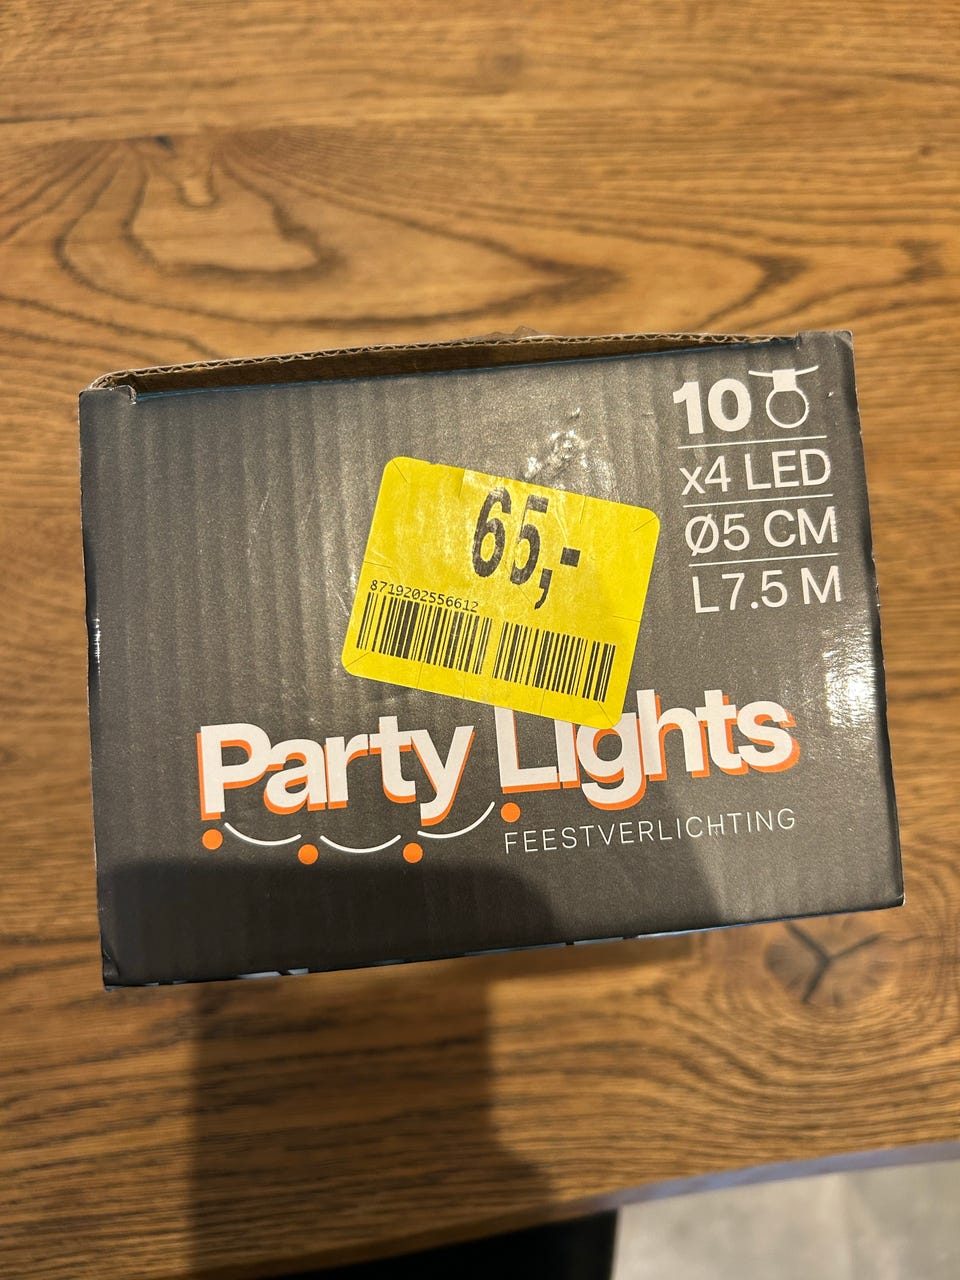 10
x4 LED
Ø5 CM
L7.5 M
65,-
8719202556612
Party Lights
FEESTVERLICHTING